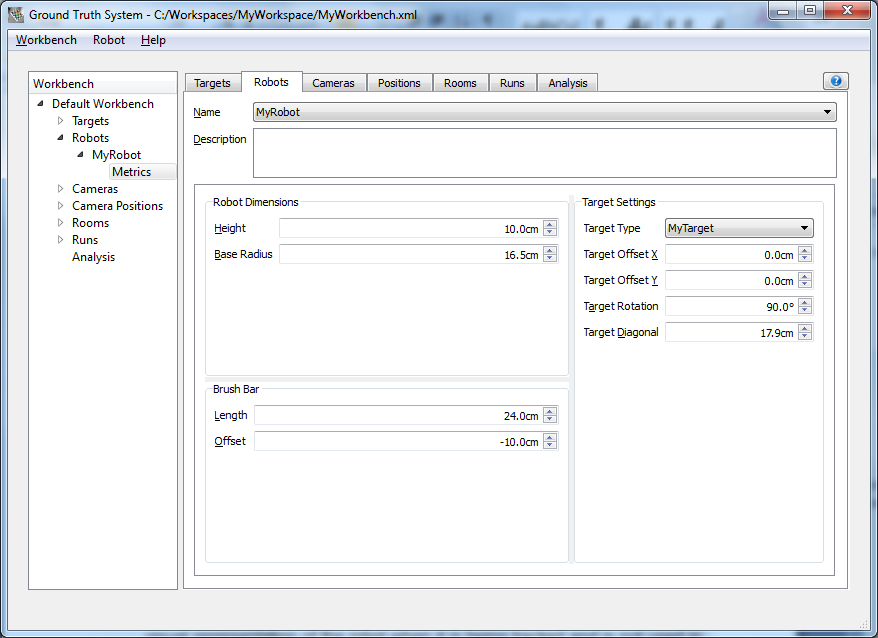 Ground Truth System - C:/Workspaces/MyWorkspace/MyWorkbench.xml
Workbench Robot Help
Workbench
Default Workbench
Targets
Robots
MyRobot
Metrics
Cameras
Camera Positions
Rooms
Runs
Analysis
Targets Robots Cameras Positions Rooms Runs Analysis ?
Name MyRobot
Description
Robot Dimensions
Height 10.0cm
Base Radius 16.5cm
Brush Bar
Length 24.0cm
Offset -10.0cm
Target Settings
Target Type MyTarget
Target Offset X 0.0cm
Target Offset Y 0.0cm
Target Rotation 90.0°
Target Diagonal 17.9cm